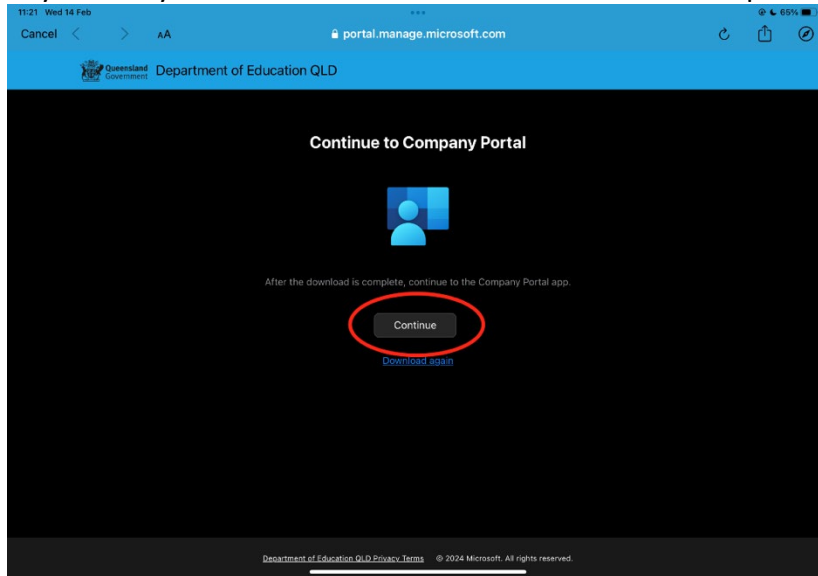 11:21 Wed 14 Feb
65%
Cancel
AA
portal.manage.microsoft.com
Queensland
Government
Department of Education QLD
Continue to Company Portal
After the download is complete, continue to the Company Portal app.
Continue
Download again
Department of Education QLD Privacy Terms © 2024 Microsoft. All rights reserved.